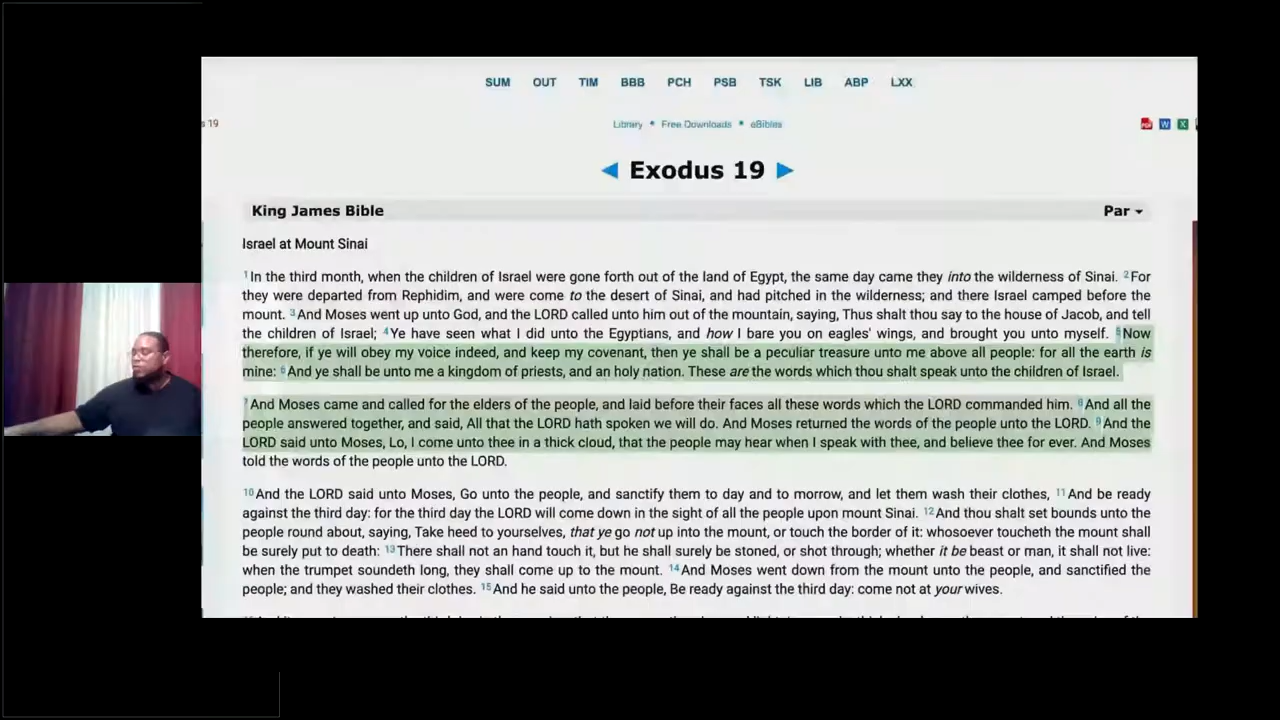 SUM OUT TIM BBB PCH PSB TSK LIB ABP LXX
s 19
Library * Free Downloads * eBibles
Exodus 19
King James Bible Par
Israel at Mount Sinai
1 In the third month, when the children of Israel were gone forth out of the land of Egypt, the same day came they into the wilderness of Sinai. 2 For
they were departed from Rephidim, and were come to the desert of Sinai, and had pitched in the wilderness; and there Israel camped before the
mount. 3 And Moses went up unto God, and the LORD called unto him out of the mountain, saying, Thus shalt thou say to the house of Jacob, and tell
the children of Israel; 4 Ye have seen what I did unto the Egyptians, and how I bare you on eagles' wings, and brought you unto myself. 5 Now
therefore, if ye will obey my voice indeed, and keep my covenant, then ye shall be a peculiar treasure unto me above all people: for all the earth is
mine: 6 And ye shall be unto me a kingdom of priests, and an holy nation. These are the words which thou shalt speak unto the children of Israel.
7 And Moses came and called for the elders of the people, and laid before their faces all these words which the LORD commanded him. 8 And all the
people answered together, and said, All that the LORD hath spoken we will do. And Moses returned the words of the people unto the LORD. 9 And the
LORD said unto Moses, Lo, I come unto thee in a thick cloud, that the people may hear when I speak with thee, and believe thee for ever. And Moses
told the words of the people unto the LORD.
10 And the LORD said unto Moses, Go unto the people, and sanctify them to day and to morrow, and let them wash their clothes, 11 And be ready
against the third day: for the third day the LORD will come down in the sight of all the people upon mount Sinai. 12 And thou shalt set bounds unto the
people round about, saying, Take heed to yourselves, that ye go not up into the mount, or touch the border of it: whosoever toucheth the mount shall
be surely put to death: 13 There shall not an hand touch it, but he shall surely be stoned, or shot through; whether it be beast or man, it shall not live:
when the trumpet soundeth long, they shall come up to the mount. 14 And Moses went down from the mount unto the people, and sanctified the
people; and they washed their clothes. 15 And he said unto the people, Be ready against the third day: come not at your wives.